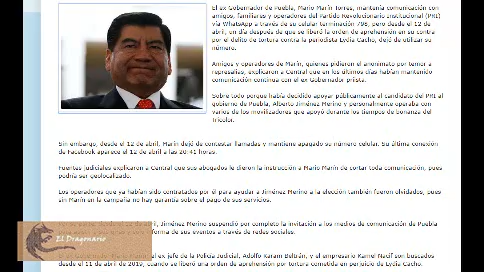 El ex Gobernador de Puebla, Mario Marín Torres, mantenía comunicación con
amigos, familiares y operadores del Partido Revolucionario Institucional (PRI)
vía WhatsApp a través de su celular terminación 796, pero desde el 12 de
abril, un día después de que se liberó la orden de aprehensión en su contra
por el delito de tortura contra la periodista Lydia Cacho, dejó de utilizar su
número.
Amigos y operadores de Marín, quienes pidieron el anonimato por temor a
represalias, explicaron a Central que en los últimos días habían mantenido
comunicación continua con el ex Gobernador priista.
Sobre todo porque había decidido apoyar públicamente al candidato del PRI al
gobierno de Puebla, Alberto Jiménez Merino y personalmente operaba con
varios de los movilizadores que apoyó durante los tiempos de bonanza del
Tricolor.
Sin embargo, desde el 12 de abril, Marín dejó de contestar llamadas y mantiene apagado su número celular. Su última conexión
de Facebook aparece el 12 de abril a las 20:41 horas.
Fuentes judiciales explicaron a Central que sus abogados le dieron la instrucción a Mario Marín de cortar toda comunicación, pues
puede ser geolocalizado.
Los operadores que ya habían sido contratados por él para ayudar a Jiménez Merino a la elección también fueron olvidados, pues
sin Marín en la campaña no hay garantía sobre el pago de sus servicios.
de abril, Jiménez Merino suspendió por completo la invitación a los medios de comunicación de Puebla
forma de sus eventos a través de redes sociales.
El Dragonario
al ex jefe de la Policía Judicial, Adolfo Karam Beltrán, y el empresario Kamel Nacif son buscados
desde el 11 de abril de 2019, cuando se liberó una orden de aprehensión por tortura cometida en perjuicio de Lydia Cacho.